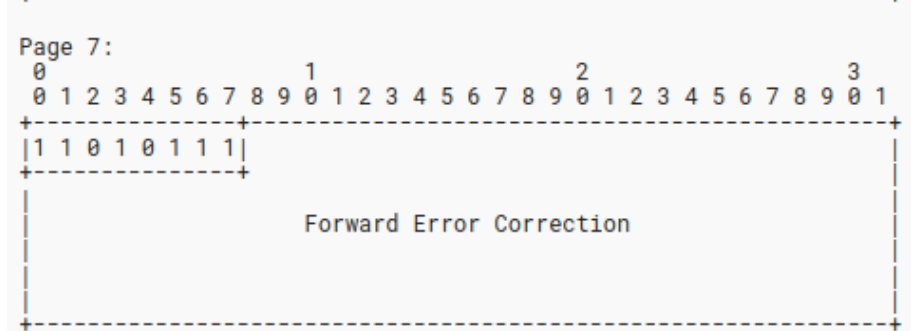 Page 7:
0                   1                   2                   3
0 1 2 3 4 5 6 7 8 9 0 1 2 3 4 5 6 7 8 9 0 1 2 3 4 5 6 7 8 9 0 1
+---------------+-----------------------------------------------+
|1 1 0 1 0 1 1 1|                                               |
+---------------+                                               |
|                    Forward Error Correction                   |
+---------------------------------------------------------------+